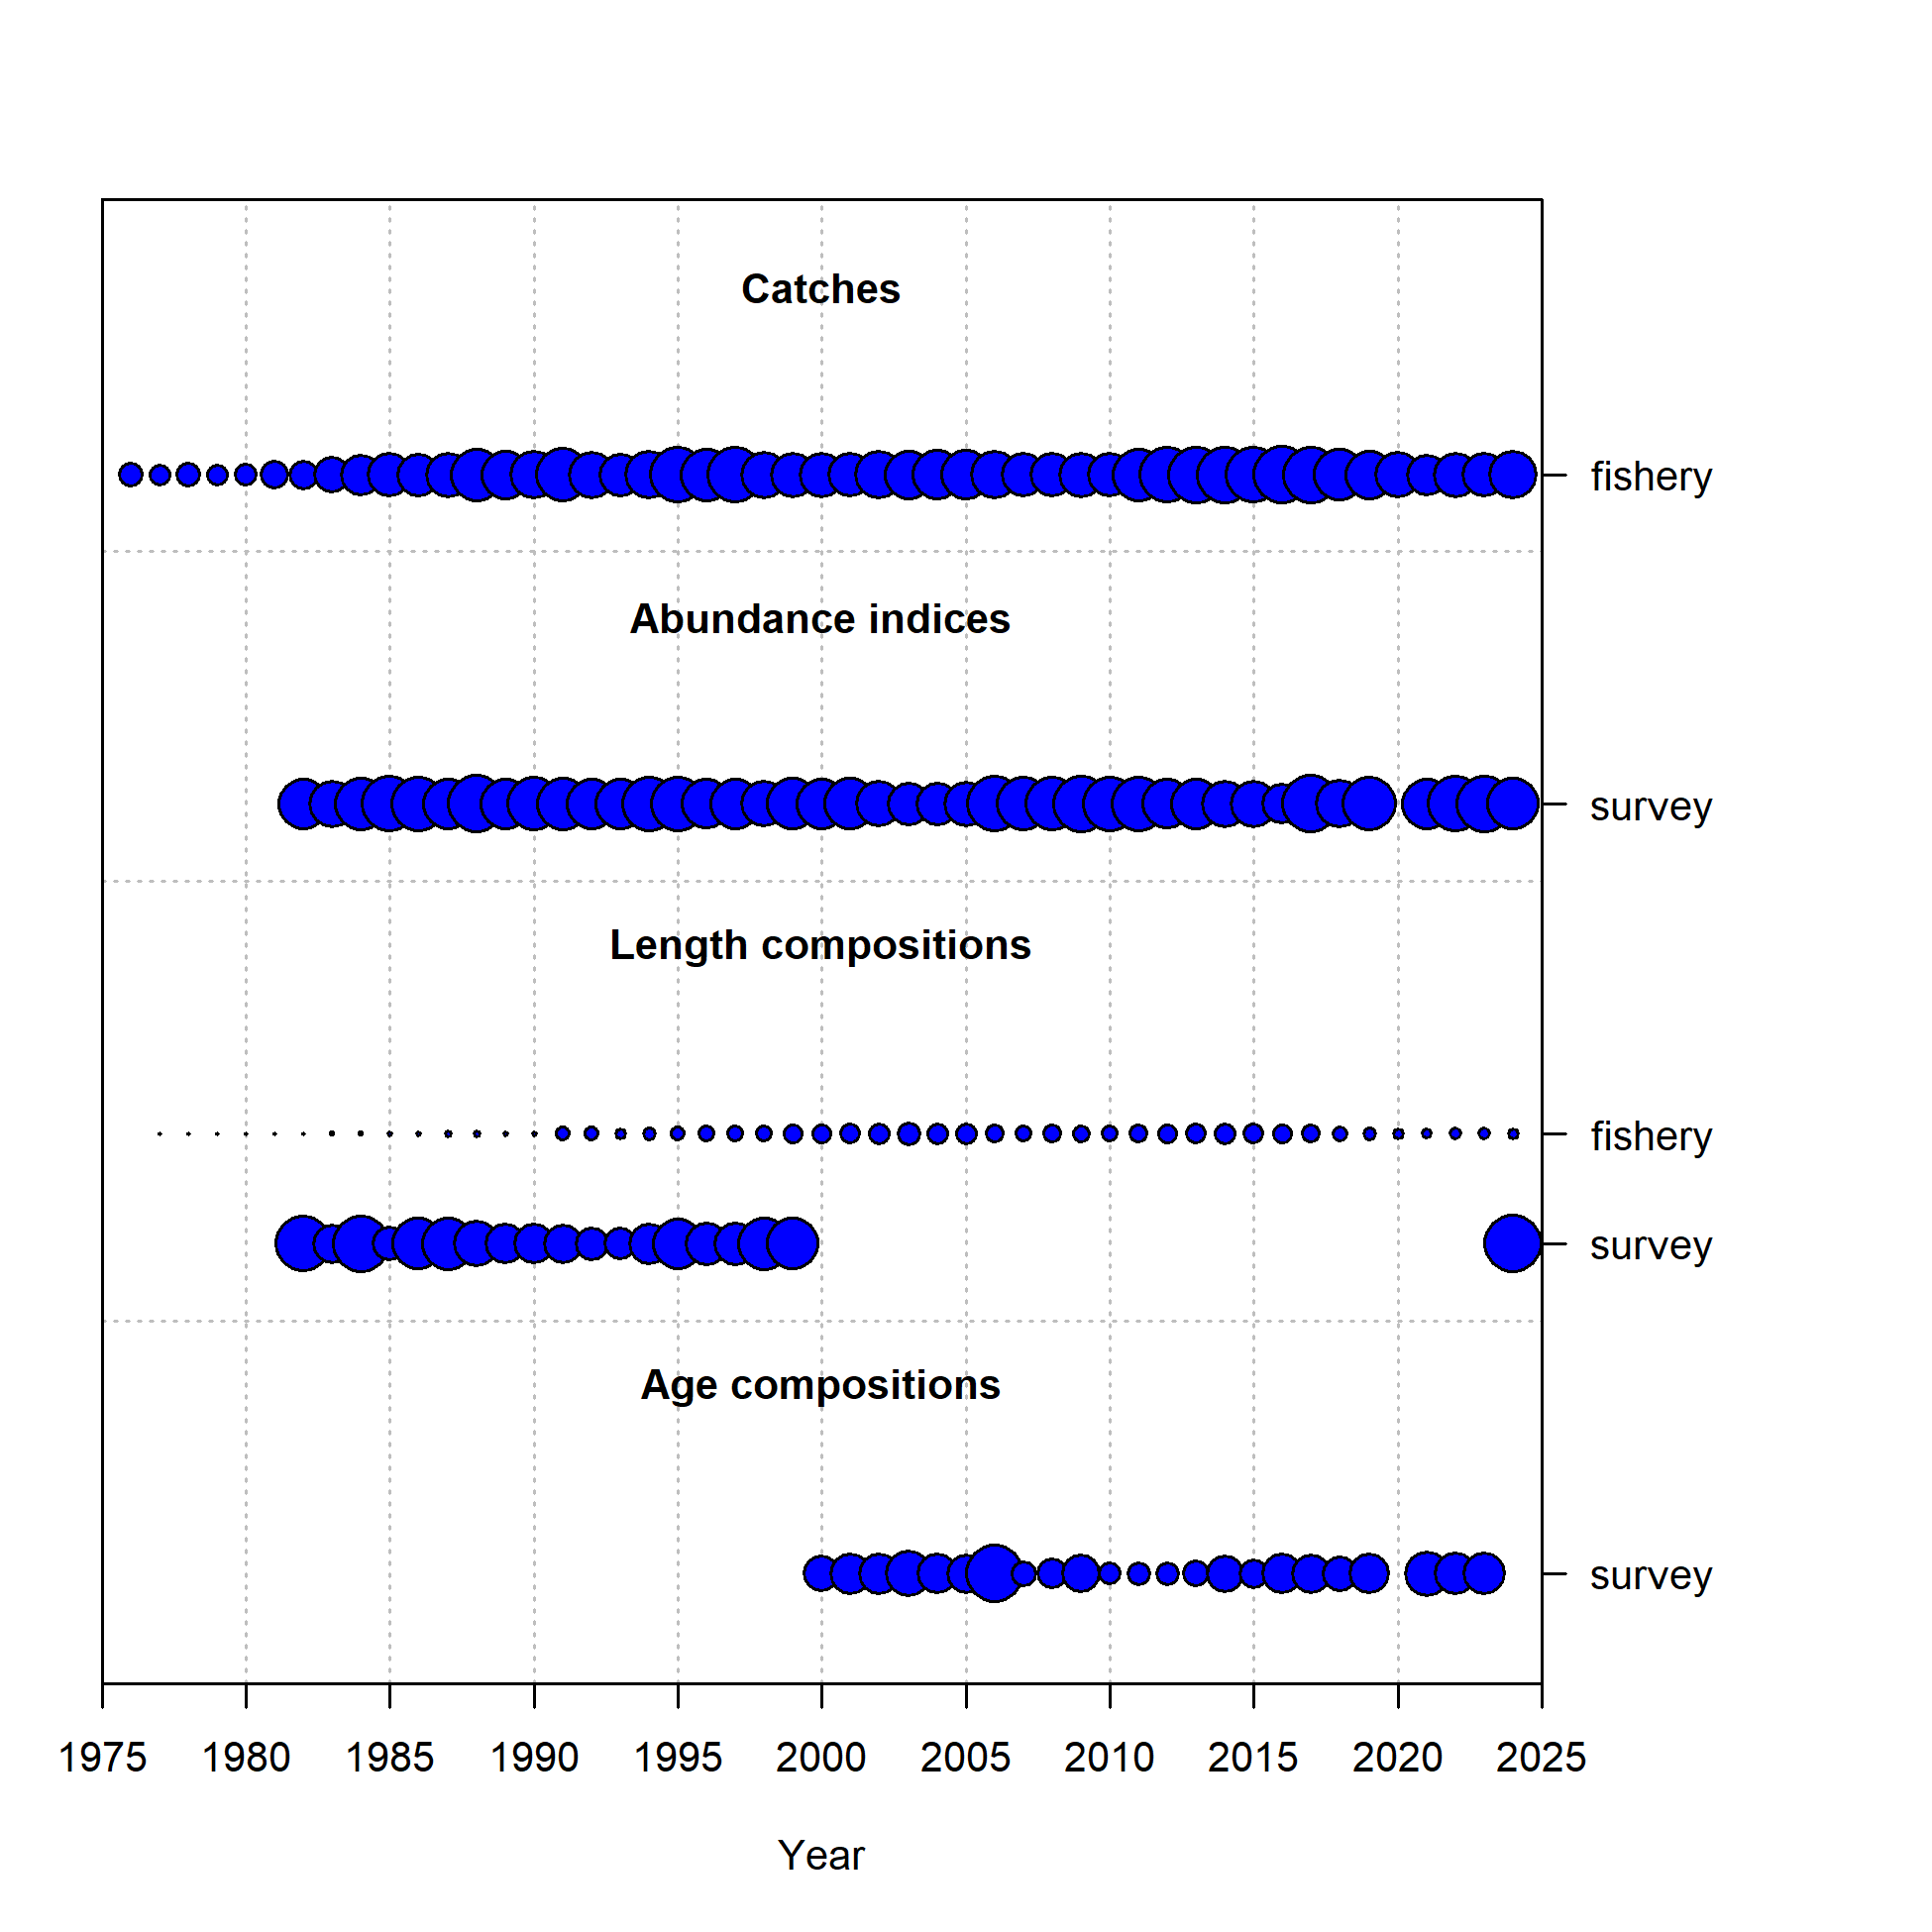 Catches
fishery
Abundance indices
survey
Length compositions
fishery
survey
Age compositions
survey
1975 1980 1985 1990 1995 2000 2005 2010 2015 2020 2025
Year